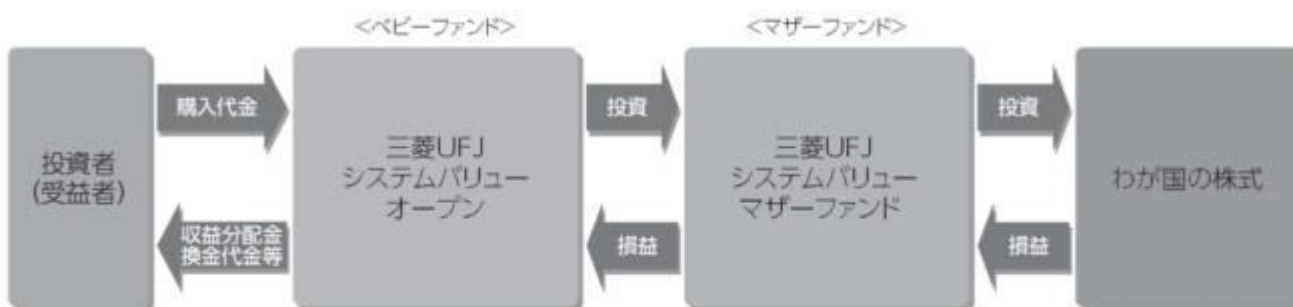 <ベビーファンド>
<マザーファンド>
投資者
(受益者)
購入代金
収益分配金
換金代金等
三菱UFJ
システムバリュー
オープン
投資
損益
三菱UFJ
システムバリュー
マザーファンド
投資
損益
わが国の株式